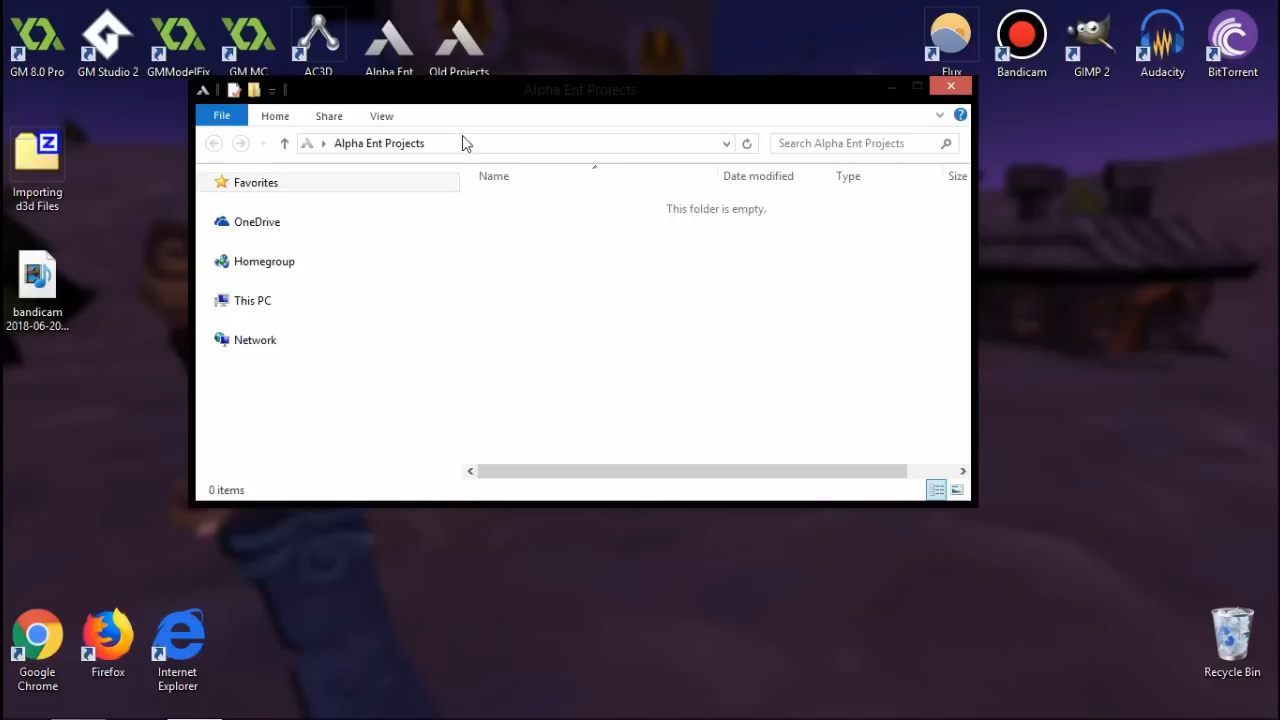 GM 8.0 Pro
GM Studio 2
GMModelFix
GM MC
AC3D
Alpha Ent
Old Projects
Flux
Bandicam
GIMP 2
Audacity
BitTorrent
Alpha Ent Projects
File
Home
Share
View
Alpha Ent Projects
Search Alpha Ent Projects
Name
Date modified
Type
Size
Favorites
This folder is empty.
OneDrive
Homegroup
This PC
Network
0 items
Importing
d3d Files
bandicam
2018-06-20...
Google
Chrome
Firefox
Internet
Explorer
Recycle Bin